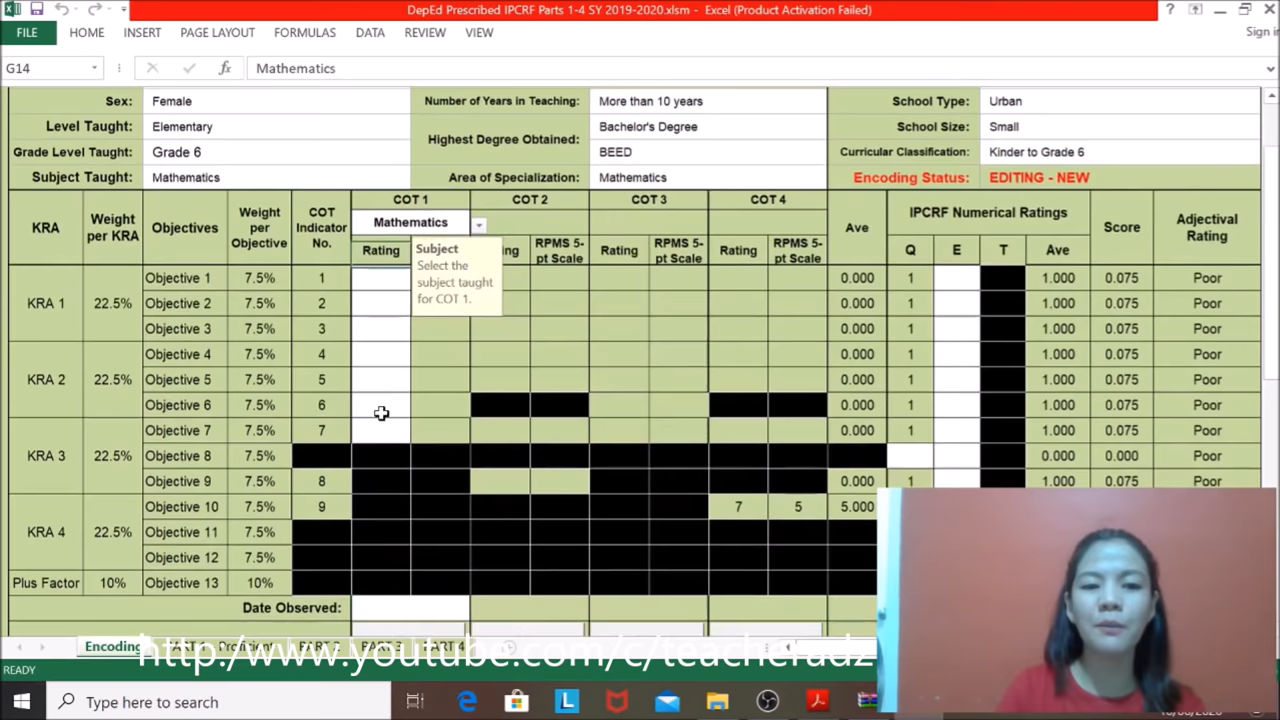 DepEd Prescribed IPCRF Parts 1-4 SY 2019-2020.xlsm - Excel (Product Activation Failed)
FILE HOME INSERT PAGE LAYOUT FORMULAS DATA REVIEW VIEW Sign in
G14 fx Mathematics
Sex: Female Number of Years in Teaching: More than 10 years School Type: Urban
Level Taught: Elementary Highest Degree Obtained: Bachelor's Degree School Size: Small
Grade Level Taught: Grade 6 BEED Curricular Classification: Kinder to Grade 6
Subject Taught: Mathematics Area of Specialization: Mathematics Encoding Status: EDITING - NEW
KRA Weight per KRA Objectives Weight per Objective COT Indicator No. COT 1 COT 2 COT 3 COT 4 Ave IPCRF Numerical Ratings Score Adjectival Rating
Mathematics
Rating RPMS 5-pt Scale Rating RPMS 5-pt Scale Rating RPMS 5-pt Scale Q E T Ave
Subject
Select the
subject taught
for COT 1.
Objective 1 7.5% 1 0.000 1 1.000 0.075 Poor
KRA 1 22.5% Objective 2 7.5% 2 0.000 1 1.000 0.075 Poor
Objective 3 7.5% 3 0.000 1 1.000 0.075 Poor
Objective 4 7.5% 4 0.000 1 1.000 0.075 Poor
KRA 2 22.5% Objective 5 7.5% 5 0.000 1 1.000 0.075 Poor
Objective 6 7.5% 6 0.000 1 1.000 0.075 Poor
Objective 7 7.5% 7 0.000 1 1.000 0.075 Poor
KRA 3 22.5% Objective 8 7.5% 0.000 0.000 Poor
Objective 9 7.5% 8 0.000 1 1.000 0.075 Poor
Objective 10 7.5% 9 7 5 5.000
KRA 4 22.5% Objective 11 7.5%
Objective 12 7.5%
Plus Factor 10% Objective 13 10%
Date Observed:
Encoding PART 3 PART 4
http:/www.youtube.com/c/teacheradz
READY
Type here to search